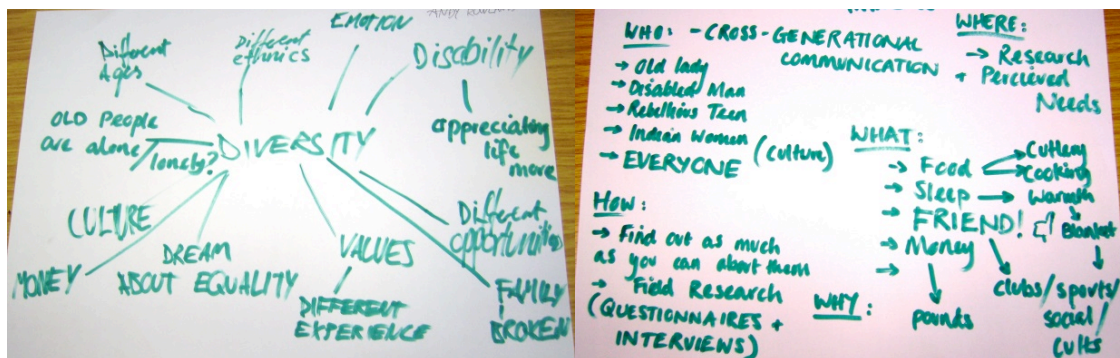 EMOTION
Different
Ages
Different
ethnics
Disability
OLD PEOPLE
are alone/
lonely?
DIVERSITY
appreciating
life
more
CULTURE
MONEY
DREAM
ABOUT EQUALITY
VALUES
DIFFERENT
EXPERIENCE
Different
opportunities
FAMILY
BROKEN
WHO: - CROSS-GENERATIONAL
COMMUNICATION
→ Old lady
→ Disabled Man
→ Rebellious Teen
→ Indian Women (Culture)
→ EVERYONE
WHERE:
→ Research
+ Percieved
Needs
WHAT:
→ Food → Cutlery
→ Cooking
→ Sleep → Warmth
→ FRIEND!
Blanket
→ Money
→
pounds
clubs/sports/
social/
cults
HOW:
→ Find out as much
as you can about them
→ Field Research
(QUESTIONNAIRES +
INTERVIEWS)
WHY: